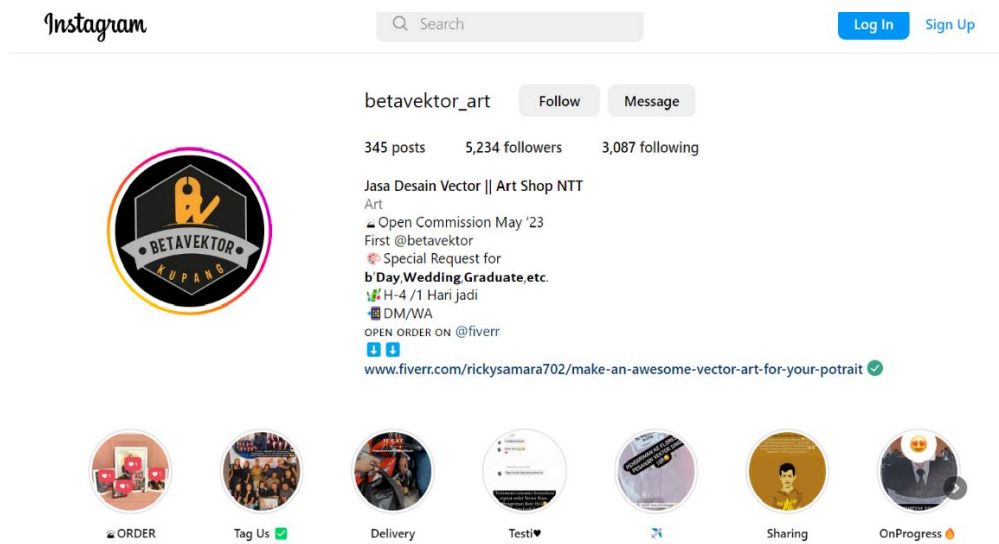 Instagram
Search
Log In
Sign Up
betavektor_art
Follow
Message
345 posts
5,234 followers
3,087 following
Jasa Desain Vector || Art Shop NTT
Art
Open Commission May '23
First @betavektor
🎨 Special Request for
b'Day,Wedding,Graduate,etc.
H-4 /1 Hari jadi
📲DM/WA
OPEN ORDER ON @fiverr
⬇️⬇️
www.fiverr.com/rickysamara702/make-an-awesome-vector-art-for-your-potrait
BETAVEKTOR
KUPANG
ORDER
Tag Us ✅
Delivery
Testi♥
✈️
Sharing
OnProgress🔥